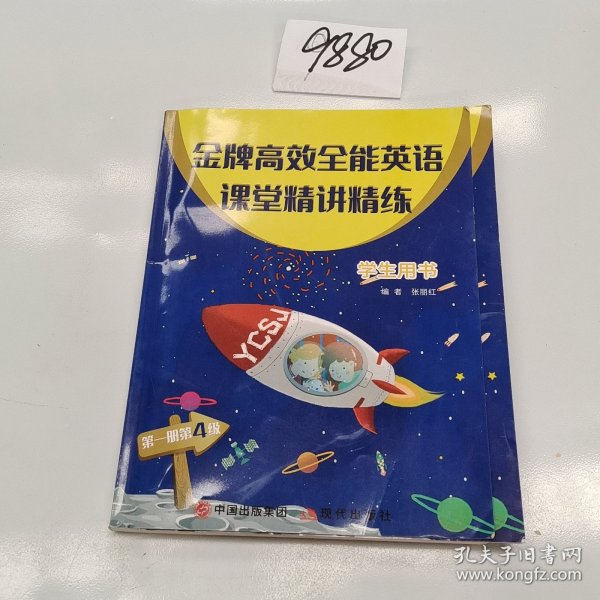 9880
金牌高效全能英语
课堂精讲精练
学生用书
编者 张丽红
YCSJ
第一册第4级
中国出版集团 现代出版社
孔夫子旧书网
www.kongfz.com